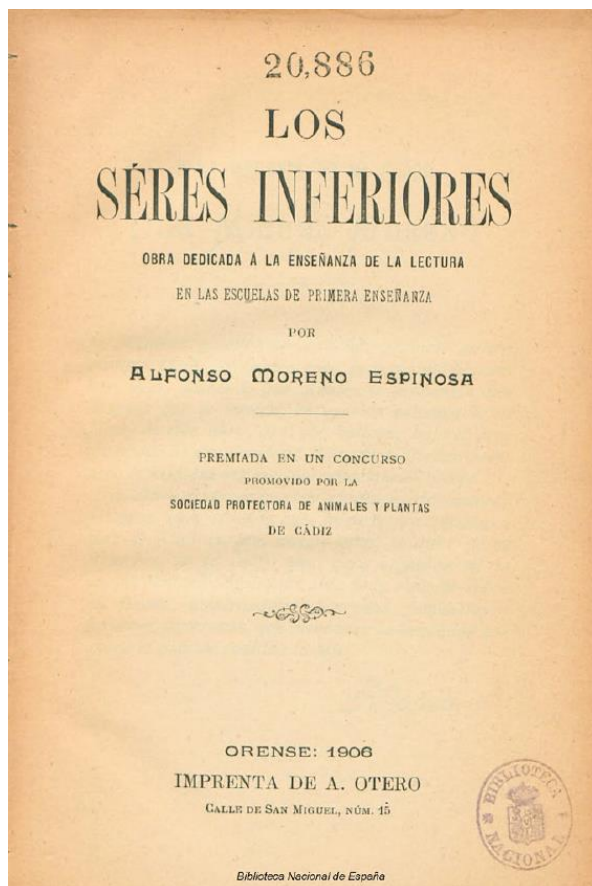 20,886
LOS
SÉRES INFERIORES
OBRA DEDICADA Á LA ENSEÑANZA DE LA LECTURA
EN LAS ESCUELAS DE PRIMERA ENSEÑANZA
POR
ALFONSO MORENO ESPINOSA
PREMIADA EN UN CONCURSO
PROMOVIDO POR LA
SOCIEDAD PROTECTORA DE ANIMALES Y PLANTAS
DE CÁDIZ
ORENSE: 1906
IMPRENTA DE A. OTERO
CALLE DE SAN MIGUEL, NÚM. 15
BIBLIOTECA
NACIONAL
Biblioteca Nacional de España